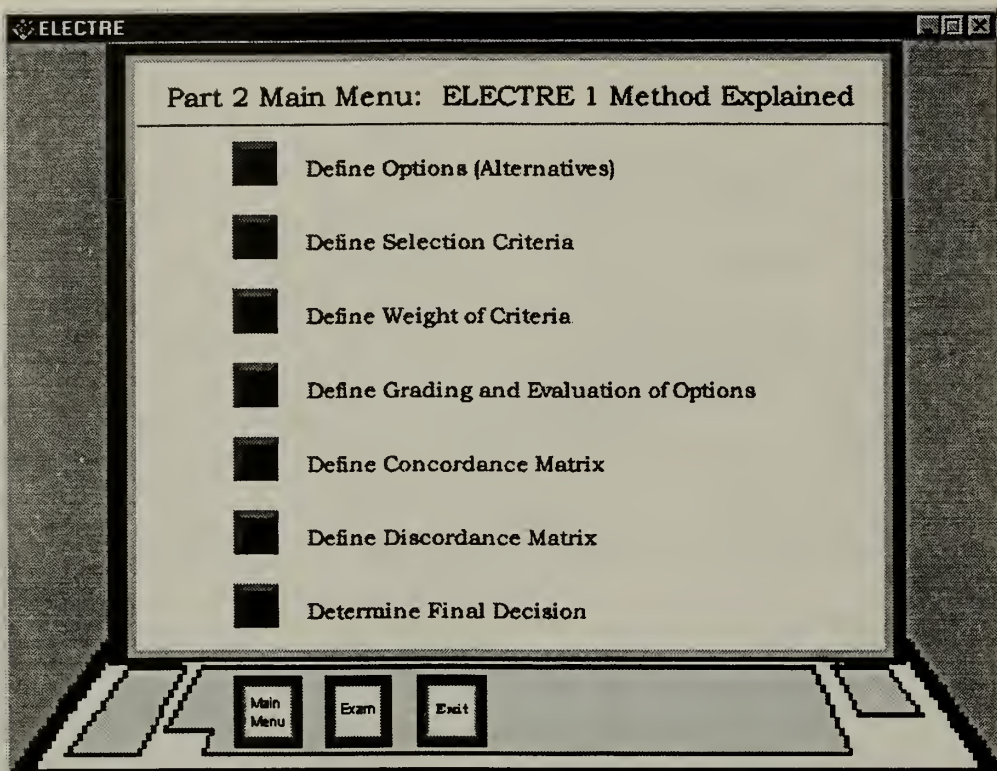 ELECTRE
Part 2 Main Menu: ELECTRE 1 Method Explained
Define Options (Alternatives)
Define Selection Criteria
Define Weight of Criteria
Define Grading and Evaluation of Options
Define Concordance Matrix
Define Discordance Matrix
Determine Final Decision
Main
Menu
Exam
Exit